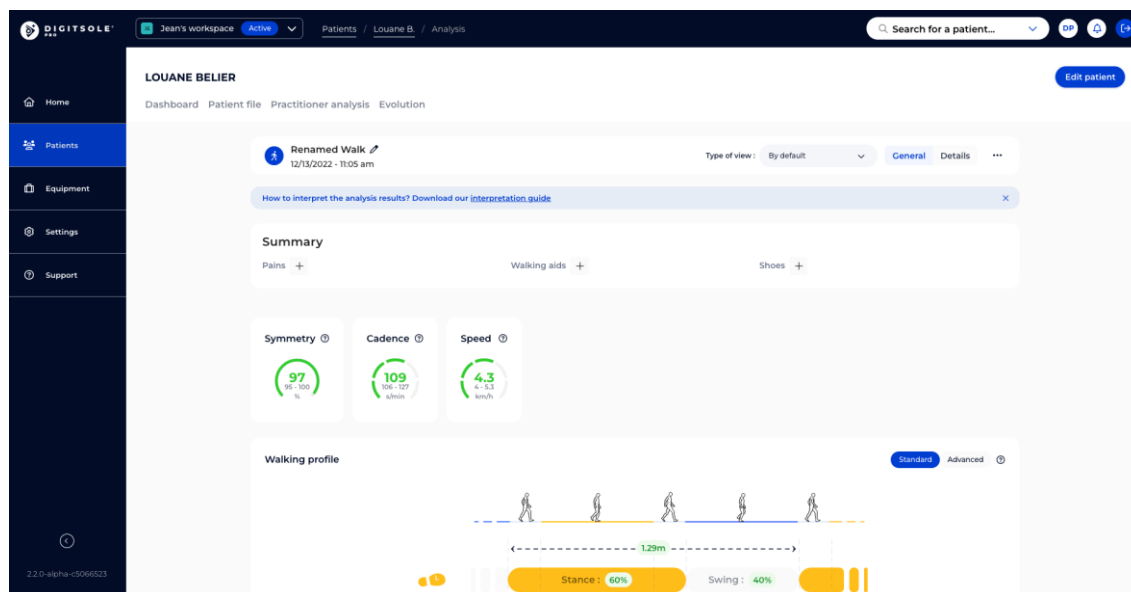 DIGITSOLE
PRO
Jean's workspace Active
Patients / Louane B. / Analysis
Search for a patient...
DP
LOUANE BELIER
Edit patient
Dashboard Patient file Practitioner analysis Evolution
Home
Patients
Equipment
Settings
Support
2.2.0-alpha-c5066523
Renamed Walk
12/13/2022 - 11:05 am
Type of view : By default General Details ...
How to interpret the analysis results? Download our interpretation guide
Summary
Pains + Walking aids + Shoes +
Symmetry
97
95 - 100
%
Cadence
109
106 - 127
s/min
Speed
4.3
4 - 5.3
km/h
Walking profile
Standard Advanced
1.29m
Stance : 60% Swing : 40%